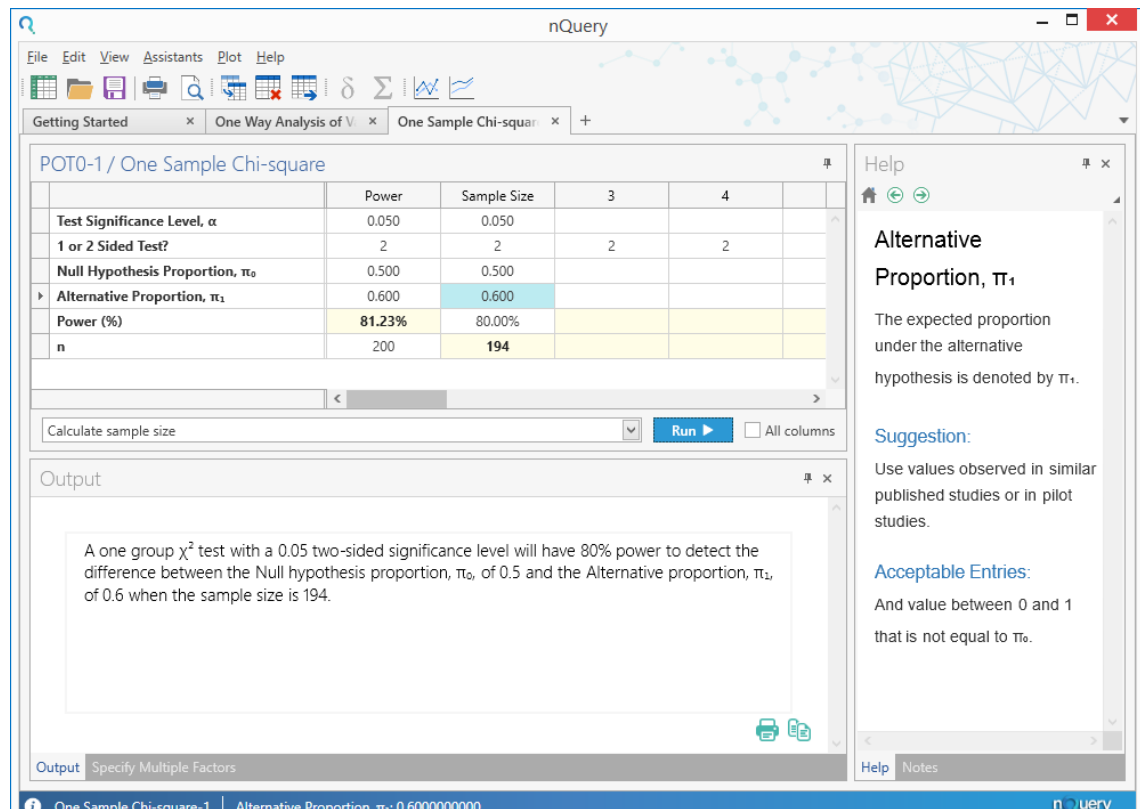 nQuery
File Edit View Assistants Plot Help
Getting Started × One Way Analysis of V × One Sample Chi-squar × +
POT0-1 / One Sample Chi-square
Power Sample Size 3 4
Test Significance Level, α 0.050 0.050
1 or 2 Sided Test? 2 2 2 2
Null Hypothesis Proportion, π₀ 0.500 0.500
Alternative Proportion, π₁ 0.600 0.600
Power (%) 81.23% 80.00%
n 200 194
Calculate sample size Run All columns
Output
A one group χ² test with a 0.05 two-sided significance level will have 80% power to detect the
difference between the Null hypothesis proportion, π₀, of 0.5 and the Alternative proportion, π₁,
of 0.6 when the sample size is 194.
Output Specify Multiple Factors
Help
Alternative
Proportion, π₁
The expected proportion
under the alternative
hypothesis is denoted by π₁.
Suggestion:
Use values observed in similar
published studies or in pilot
studies.
Acceptable Entries:
And value between 0 and 1
that is not equal to π₀.
Help Notes
One Sample Chi-square-1 | Alternative Proportion, π₁: 0.6000000000
nQuery